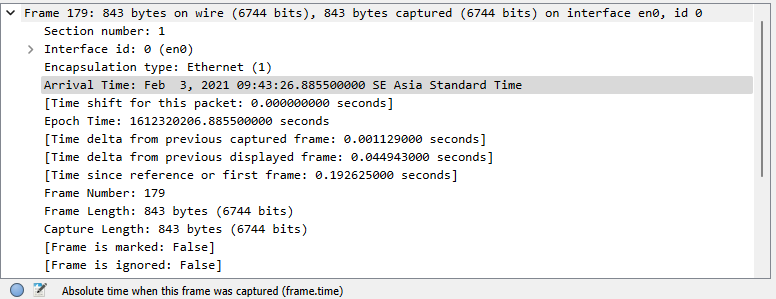 Frame 179: 843 bytes on wire (6744 bits), 843 bytes captured (6744 bits) on interface en0, id 0
Section number: 1
Interface id: 0 (en0)
Encapsulation type: Ethernet (1)
Arrival Time: Feb  3, 2021 09:43:26.885500000 SE Asia Standard Time
[Time shift for this packet: 0.000000000 seconds]
Epoch Time: 1612320206.885500000 seconds
[Time delta from previous captured frame: 0.001129000 seconds]
[Time delta from previous displayed frame: 0.044943000 seconds]
[Time since reference or first frame: 0.192625000 seconds]
Frame Number: 179
Frame Length: 843 bytes (6744 bits)
Capture Length: 843 bytes (6744 bits)
[Frame is marked: False]
[Frame is ignored: False]
Absolute time when this frame was captured (frame.time)